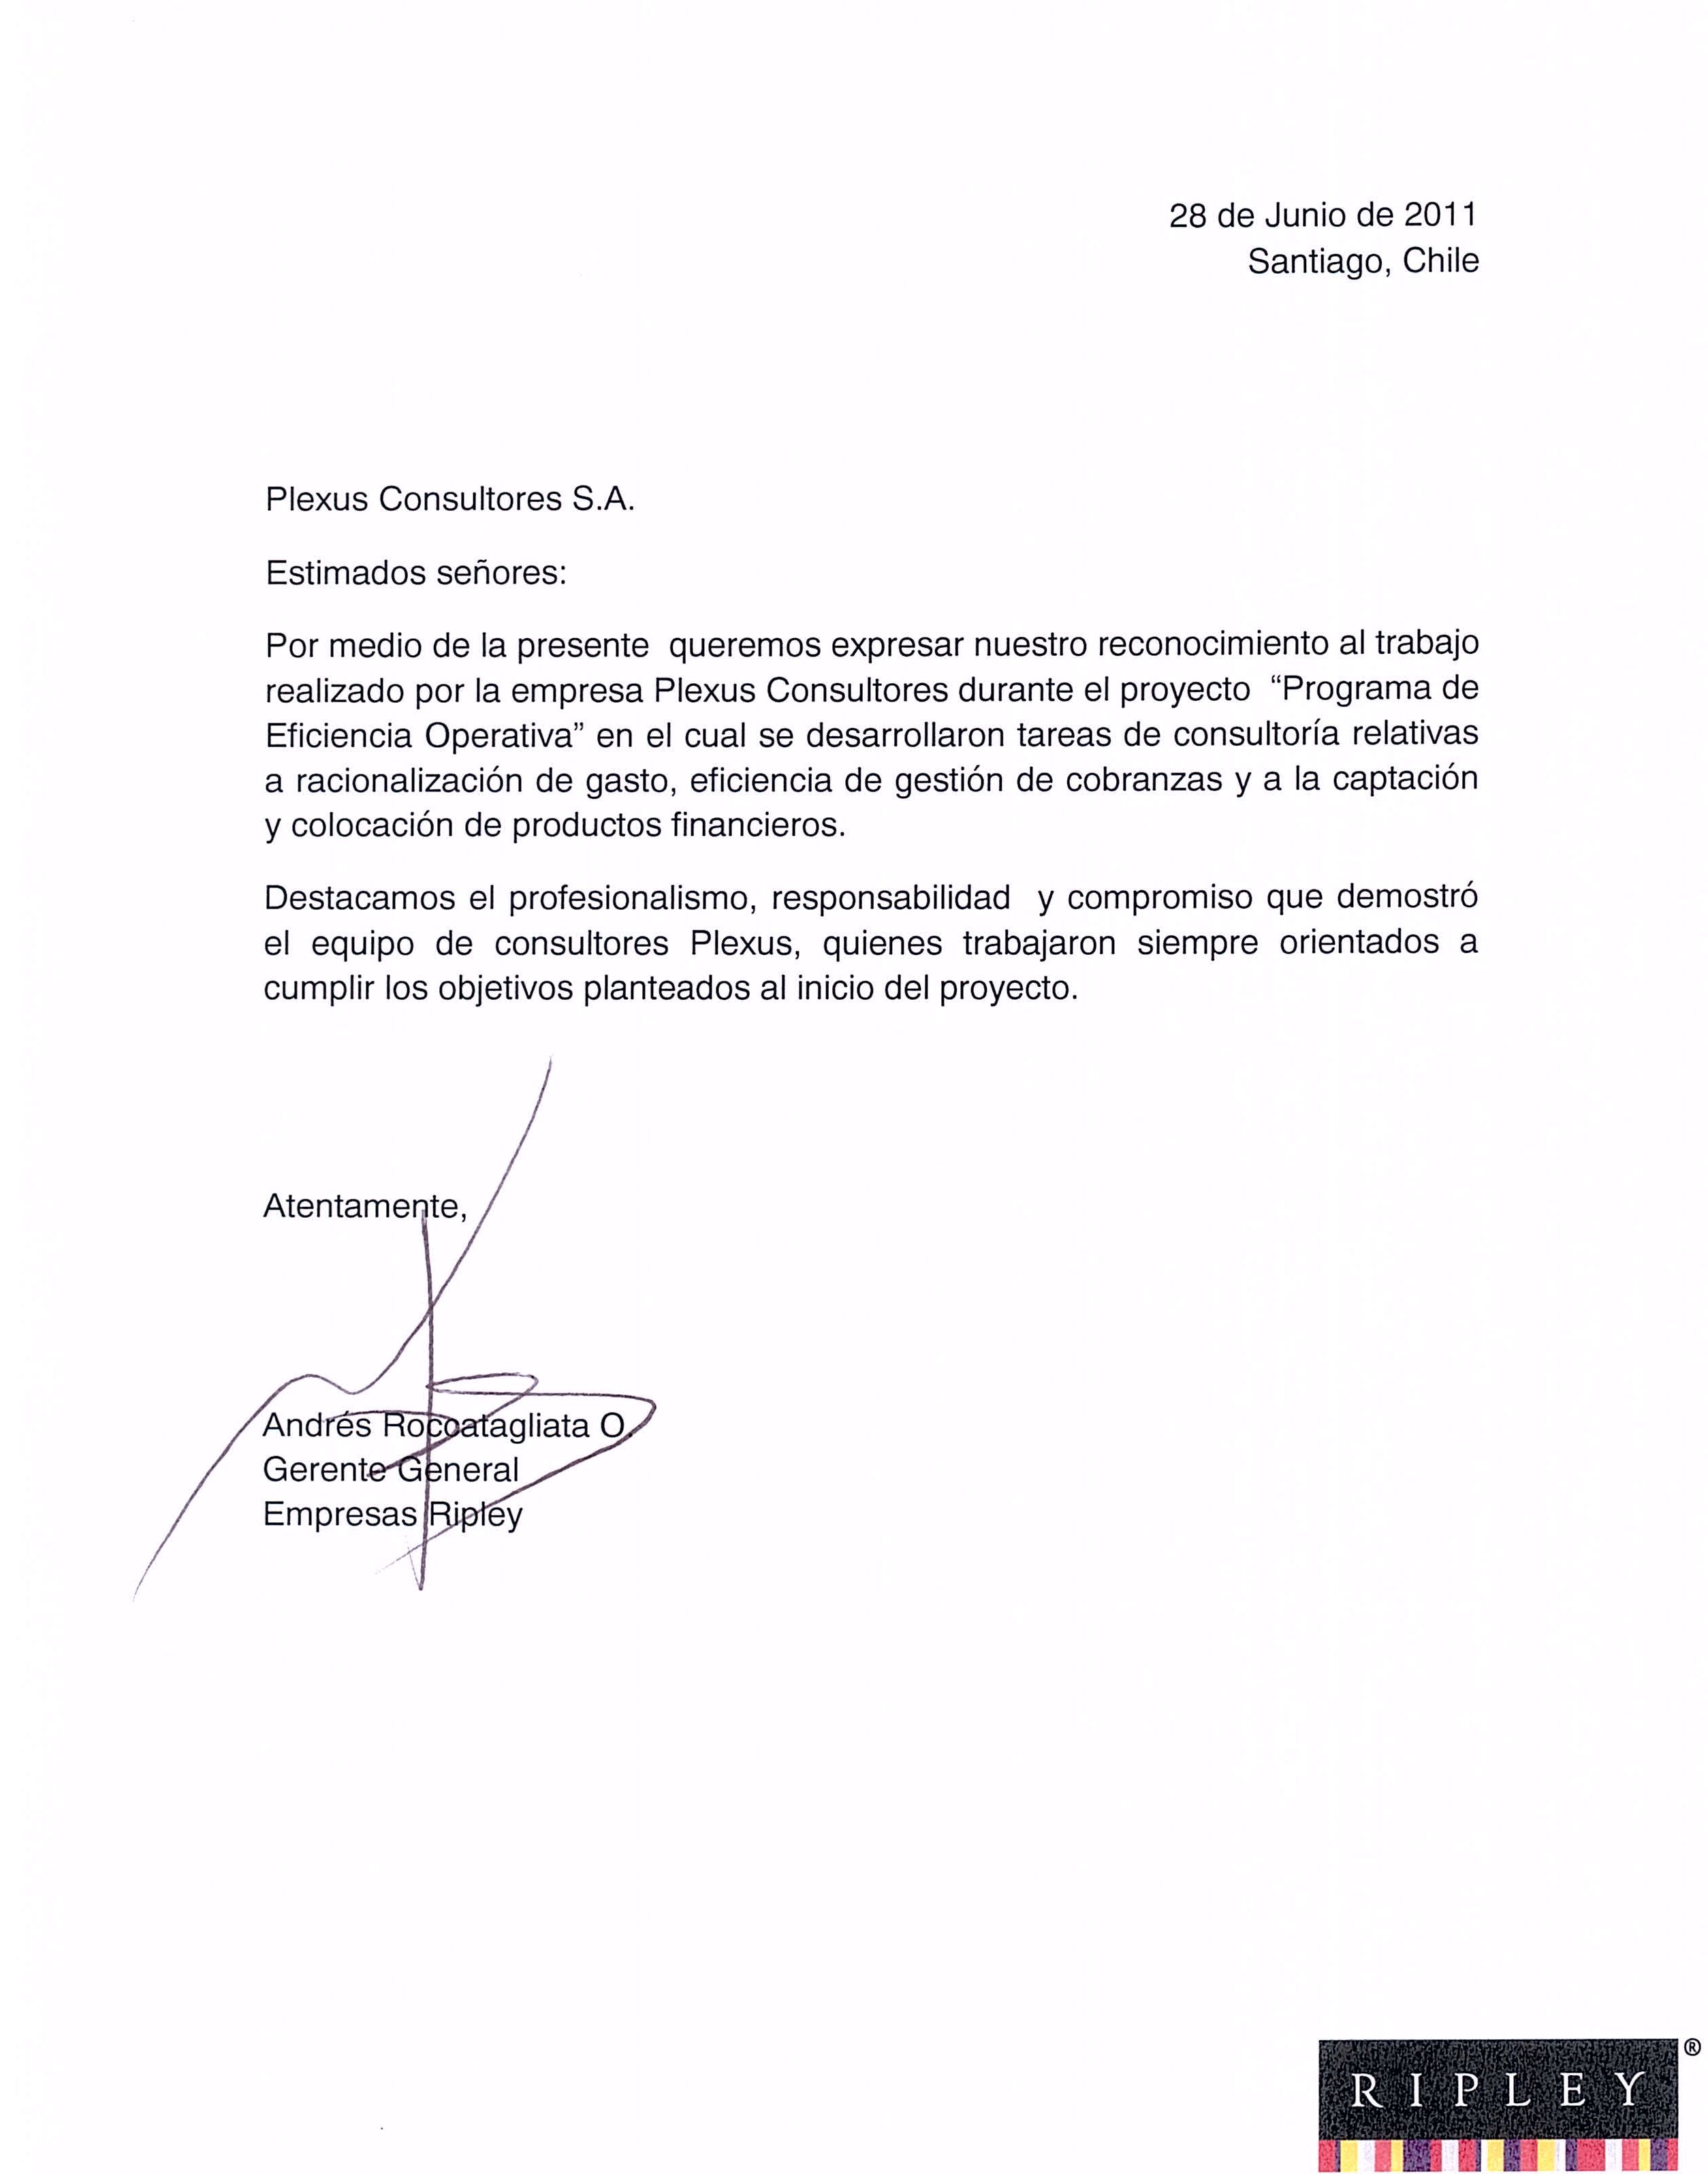 28 de Junio de 2011
Santiago, Chile
Plexus Consultores S.A.
Estimados señores:
Por medio de la presente queremos expresar nuestro reconocimiento al trabajo
realizado por la empresa Plexus Consultores durante el proyecto “Programa de
Eficiencia Operativa” en el cual se desarrollaron tareas de consultoría relativas
a racionalización de gasto, eficiencia de gestión de cobranzas y a la captación
y colocación de productos financieros.
Destacamos el profesionalismo, responsabilidad y compromiso que demostró
el equipo de consultores Plexus, quienes trabajaron siempre orientados a
cumplir los objetivos planteados al inicio del proyecto.
Atentamente,
Andrés Roccatagliata O.
Gerente General
Empresas Ripley
RIPLEY®